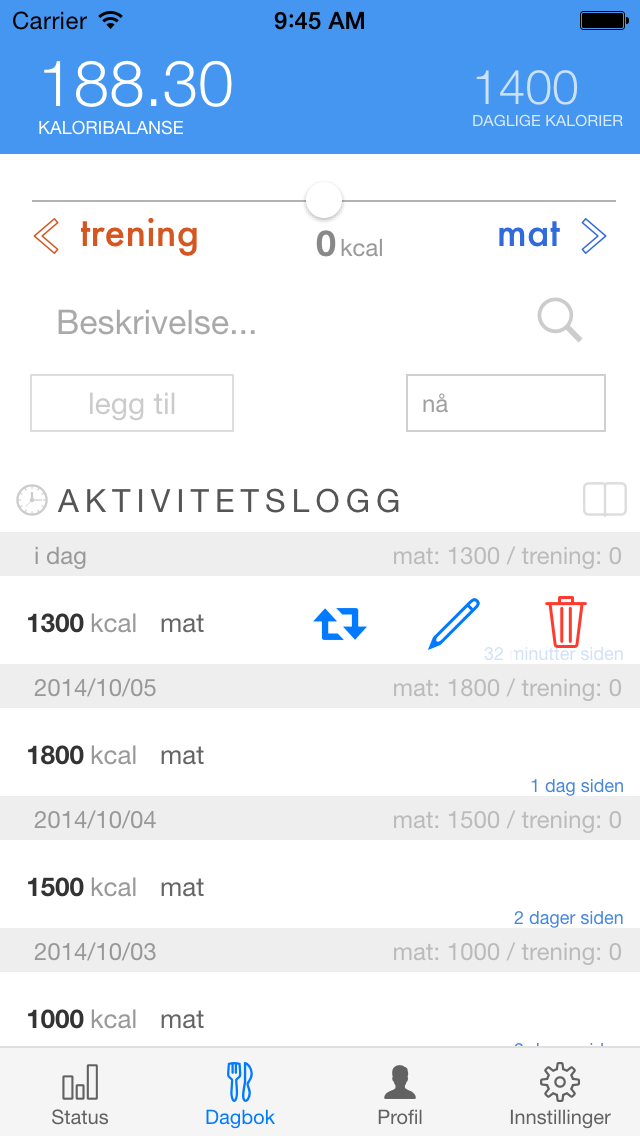 Carrier 9:45 AM
188.30 1400
KALORIBALANSE DAGLIGE KALORIER
trening 0 kcal mat
Beskrivelse...
legg til nå
AKTIVITETSLOGG
i dag mat: 1300 / trening: 0
1300 kcal mat
32 minutter siden
2014/10/05 mat: 1800 / trening: 0
1800 kcal mat
1 dag siden
2014/10/04 mat: 1500 / trening: 0
1500 kcal mat
2 dager siden
2014/10/03 mat: 1000 / trening: 0
1000 kcal mat
Status Dagbok Profil Innstillinger